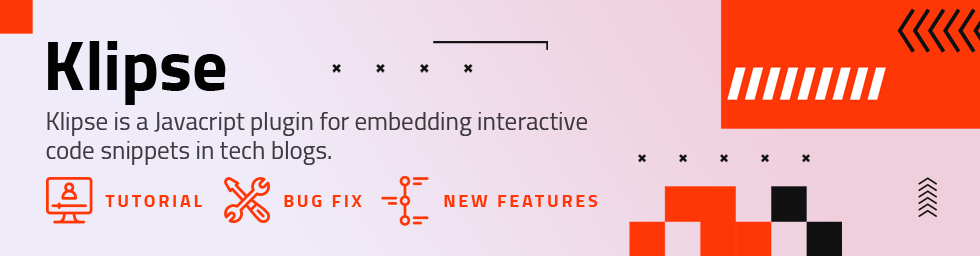 Klipse
Klipse is a Javacript plugin for embedding interactive
code snippets in tech blogs.
TUTORIAL BUG FIX NEW FEATURES